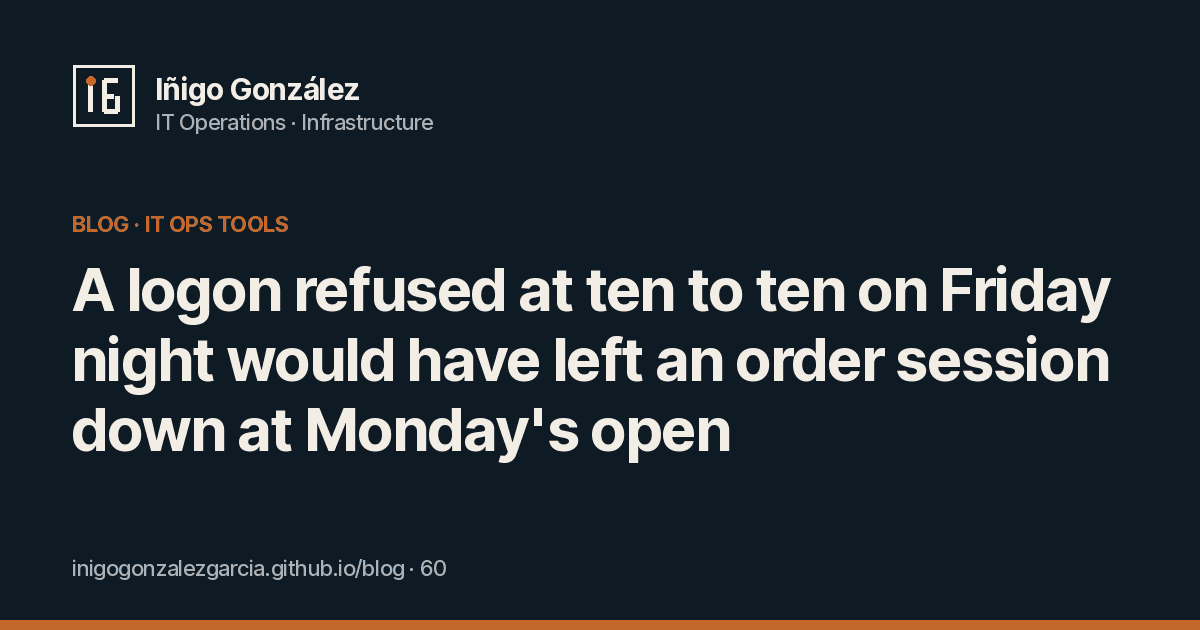 iG
Iñigo González
IT Operations · Infrastructure
BLOG · IT OPS TOOLS
A logon refused at ten to ten on Friday
night would have left an order session
down at Monday's open
inigogonzalezgarcia.github.io/blog · 60